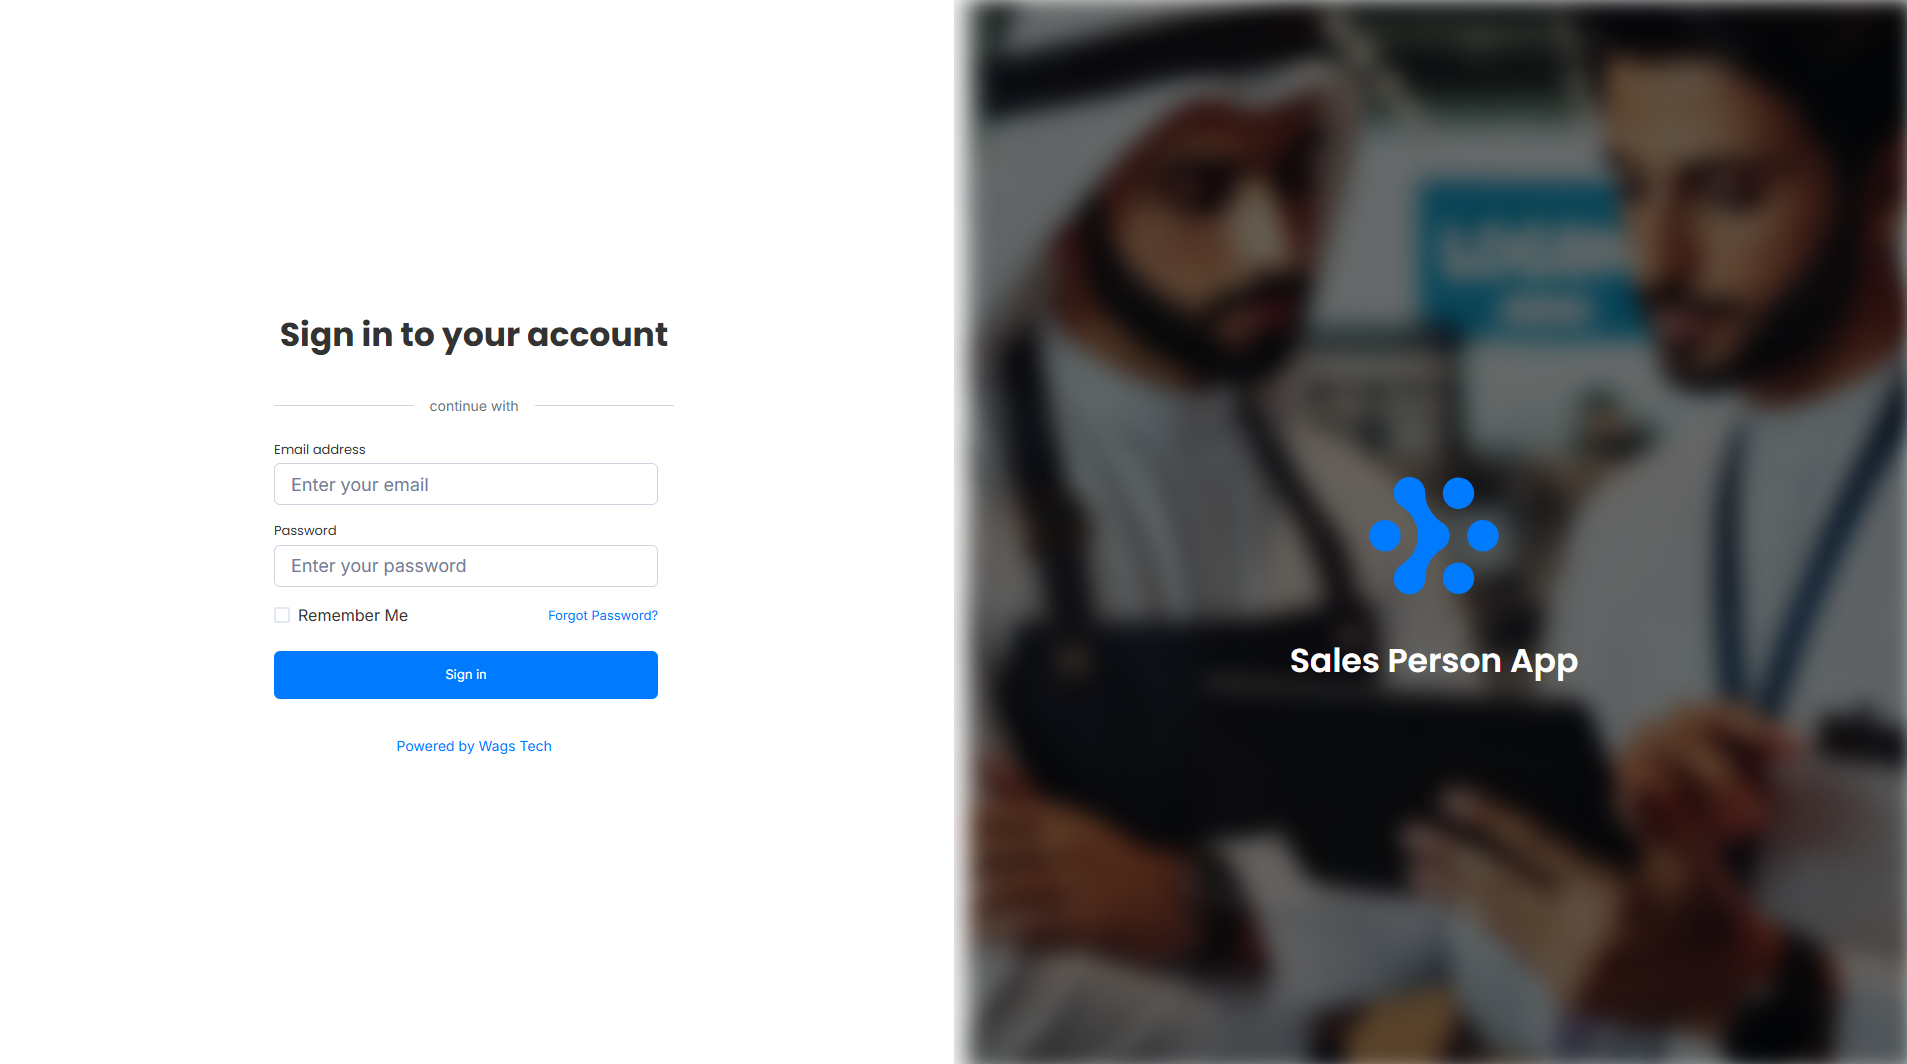 Sign in to your account
continue with
Email address
Enter your email
Password
Enter your password
Remember Me
Forgot Password?
Sign in
Powered by Wags Tech
Sales Person App